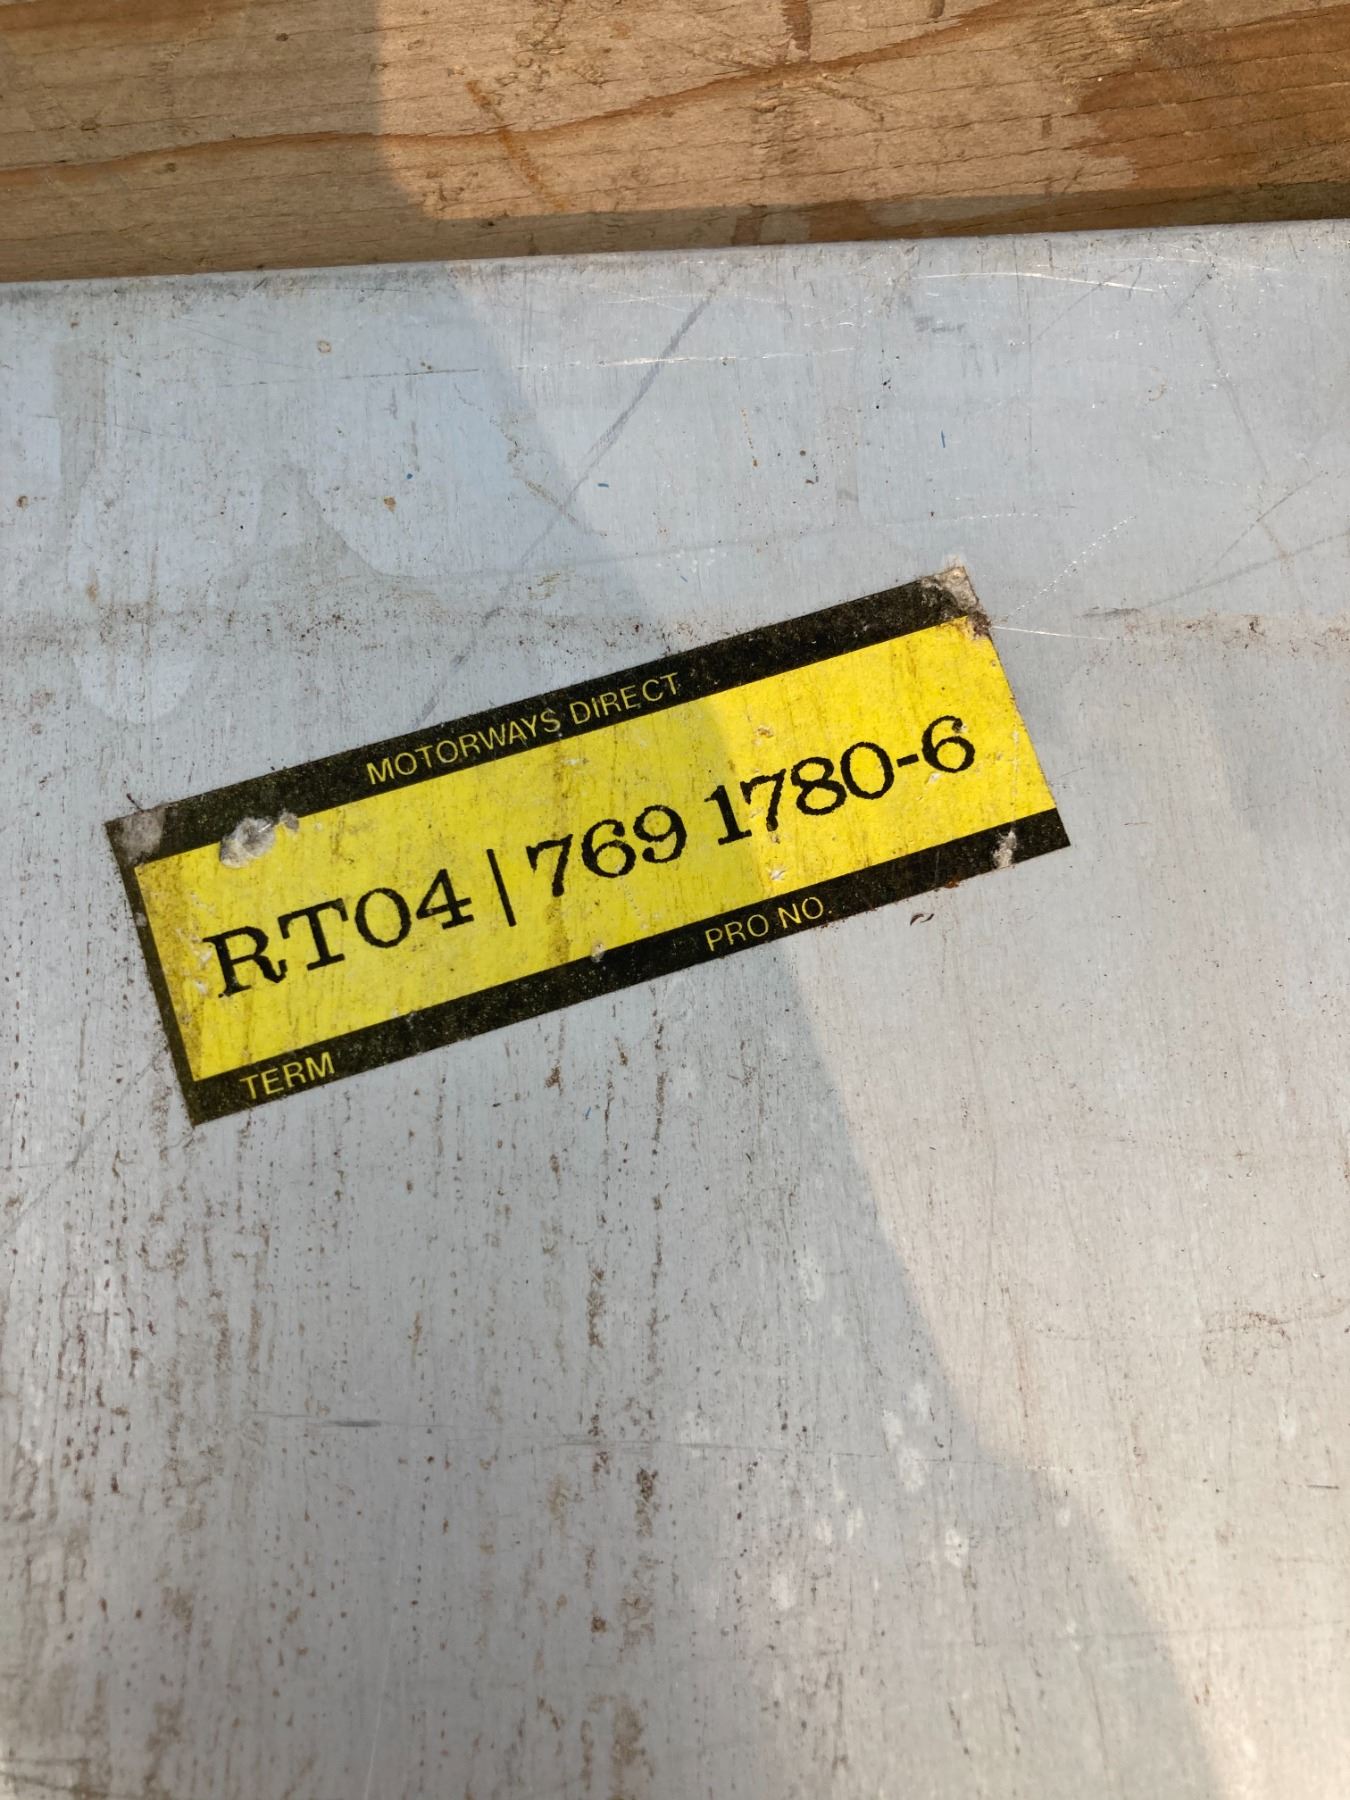 MOTORWAYS DIRECT
RT04 | 769 1780-6
TERM PRO NO.